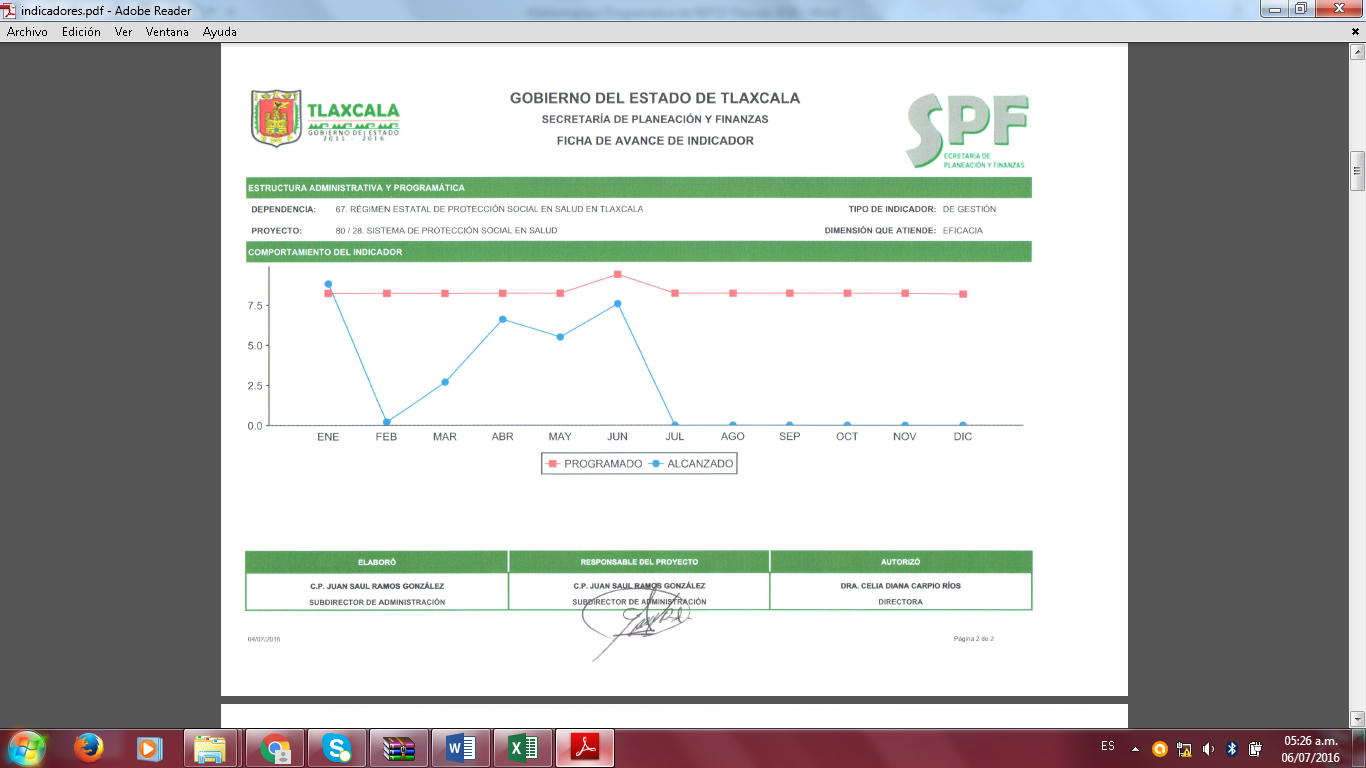 indicadores.pdf - Adobe Reader
Archivo Edición Ver Ventana Ayuda
TLAXCALA
GOBIERNO DEL ESTADO
2011 - 2016
GOBIERNO DEL ESTADO DE TLAXCALA
SECRETARÍA DE PLANEACIÓN Y FINANZAS
FICHA DE AVANCE DE INDICADOR
SPF
ECRETARIA DE
PLANEACIÓN Y FINANZAS
ESTRUCTURA ADMINISTRATIVA Y PROGRAMÁTICA
DEPENDENCIA: 67. RÉGIMEN ESTATAL DE PROTECCIÓN SOCIAL EN SALUD EN TLAXCALA TIPO DE INDICADOR: DE GESTIÓN
PROYECTO: 80 / 28. SISTEMA DE PROTECCIÓN SOCIAL EN SALUD DIMENSIÓN QUE ATIENDE: EFICACIA
COMPORTAMIENTO DEL INDICADOR
7.5
5.0
2.5
0.0
ENE FEB MAR ABR MAY JUN JUL AGO SEP OCT NOV DIC
PROGRAMADO ALCANZADO
ELABORÓ RESPONSABLE DEL PROYECTO AUTORIZÓ
C.P. JUAN SAUL RAMOS GONZÁLEZ C.P. JUAN SAUL RAMOS GONZÁLEZ DRA. CELIA DIANA CARPIO RÍOS
SUBDIRECTOR DE ADMINISTRACIÓN SUBDIRECTOR DE ADMINISTRACIÓN DIRECTORA
04/07/2016 Página 2 de 2
ES 05:26 a.m.
06/07/2016